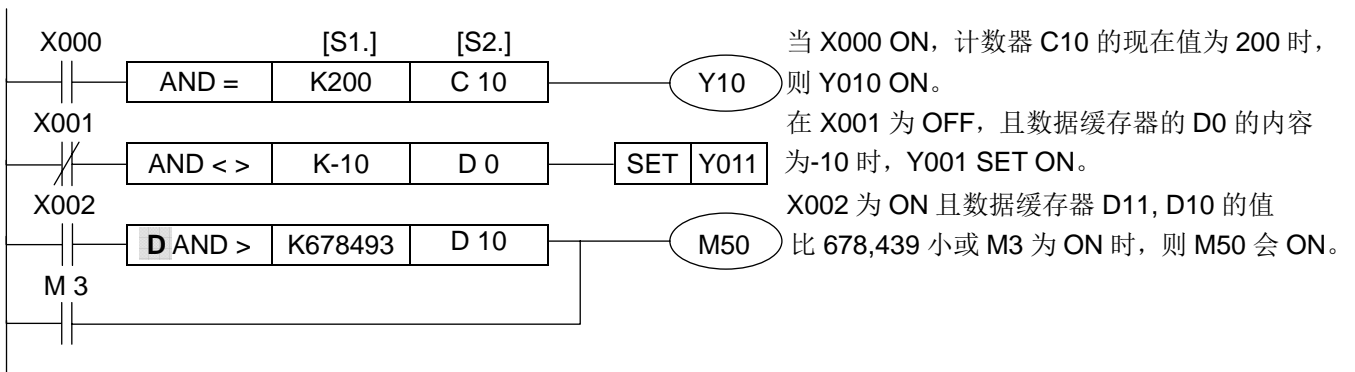 X000 [S1.] [S2.] 当 X000 ON，计数器 C10 的现在值为 200 时，
AND = K200 C 10 Y10 则 Y010 ON。
X001 在 X001 为 OFF，且数据缓存器的 D0 的内容
AND < > K-10 D 0 SET Y011 为-10 时，Y001 SET ON。
X002 X002 为 ON 且数据缓存器 D11, D10 的值
D AND > K678493 D 10 M50 比 678,439 小或 M3 为 ON 时，则 M50 会 ON。
M 3